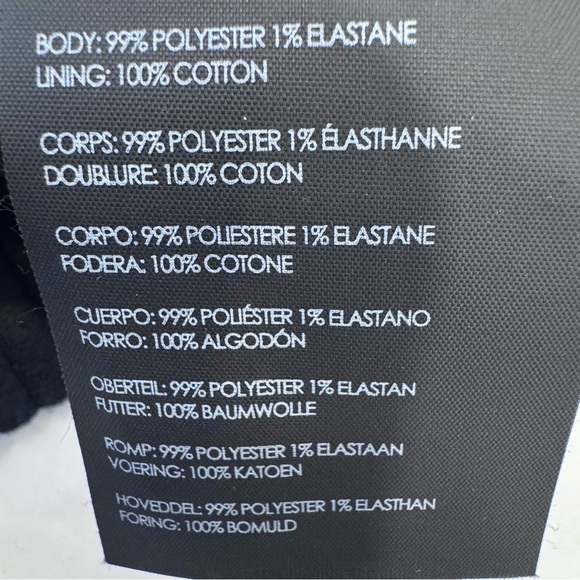 BODY: 99% POLYESTER 1% ELASTANE
LINING: 100% COTTON
CORPS: 99% POLYESTER 1% ÉLASTHANNE
DOUBLURE: 100% COTON
CORPO: 99% POLIESTERE 1% ELASTANE
FODERA: 100% COTONE
CUERPO: 99% POLIÉSTER 1% ELASTANO
FORRO: 100% ALGODÓN
OBERTEIL: 99% POLYESTER 1% ELASTAN
FUTTER: 100% BAUMWOLLE
ROMP: 99% POLYESTER 1% ELASTAAN
VOERING: 100% KATOEN
HOVEDDEL: 99% POLYESTER 1% ELASTHAN
FORING: 100% BOMULD